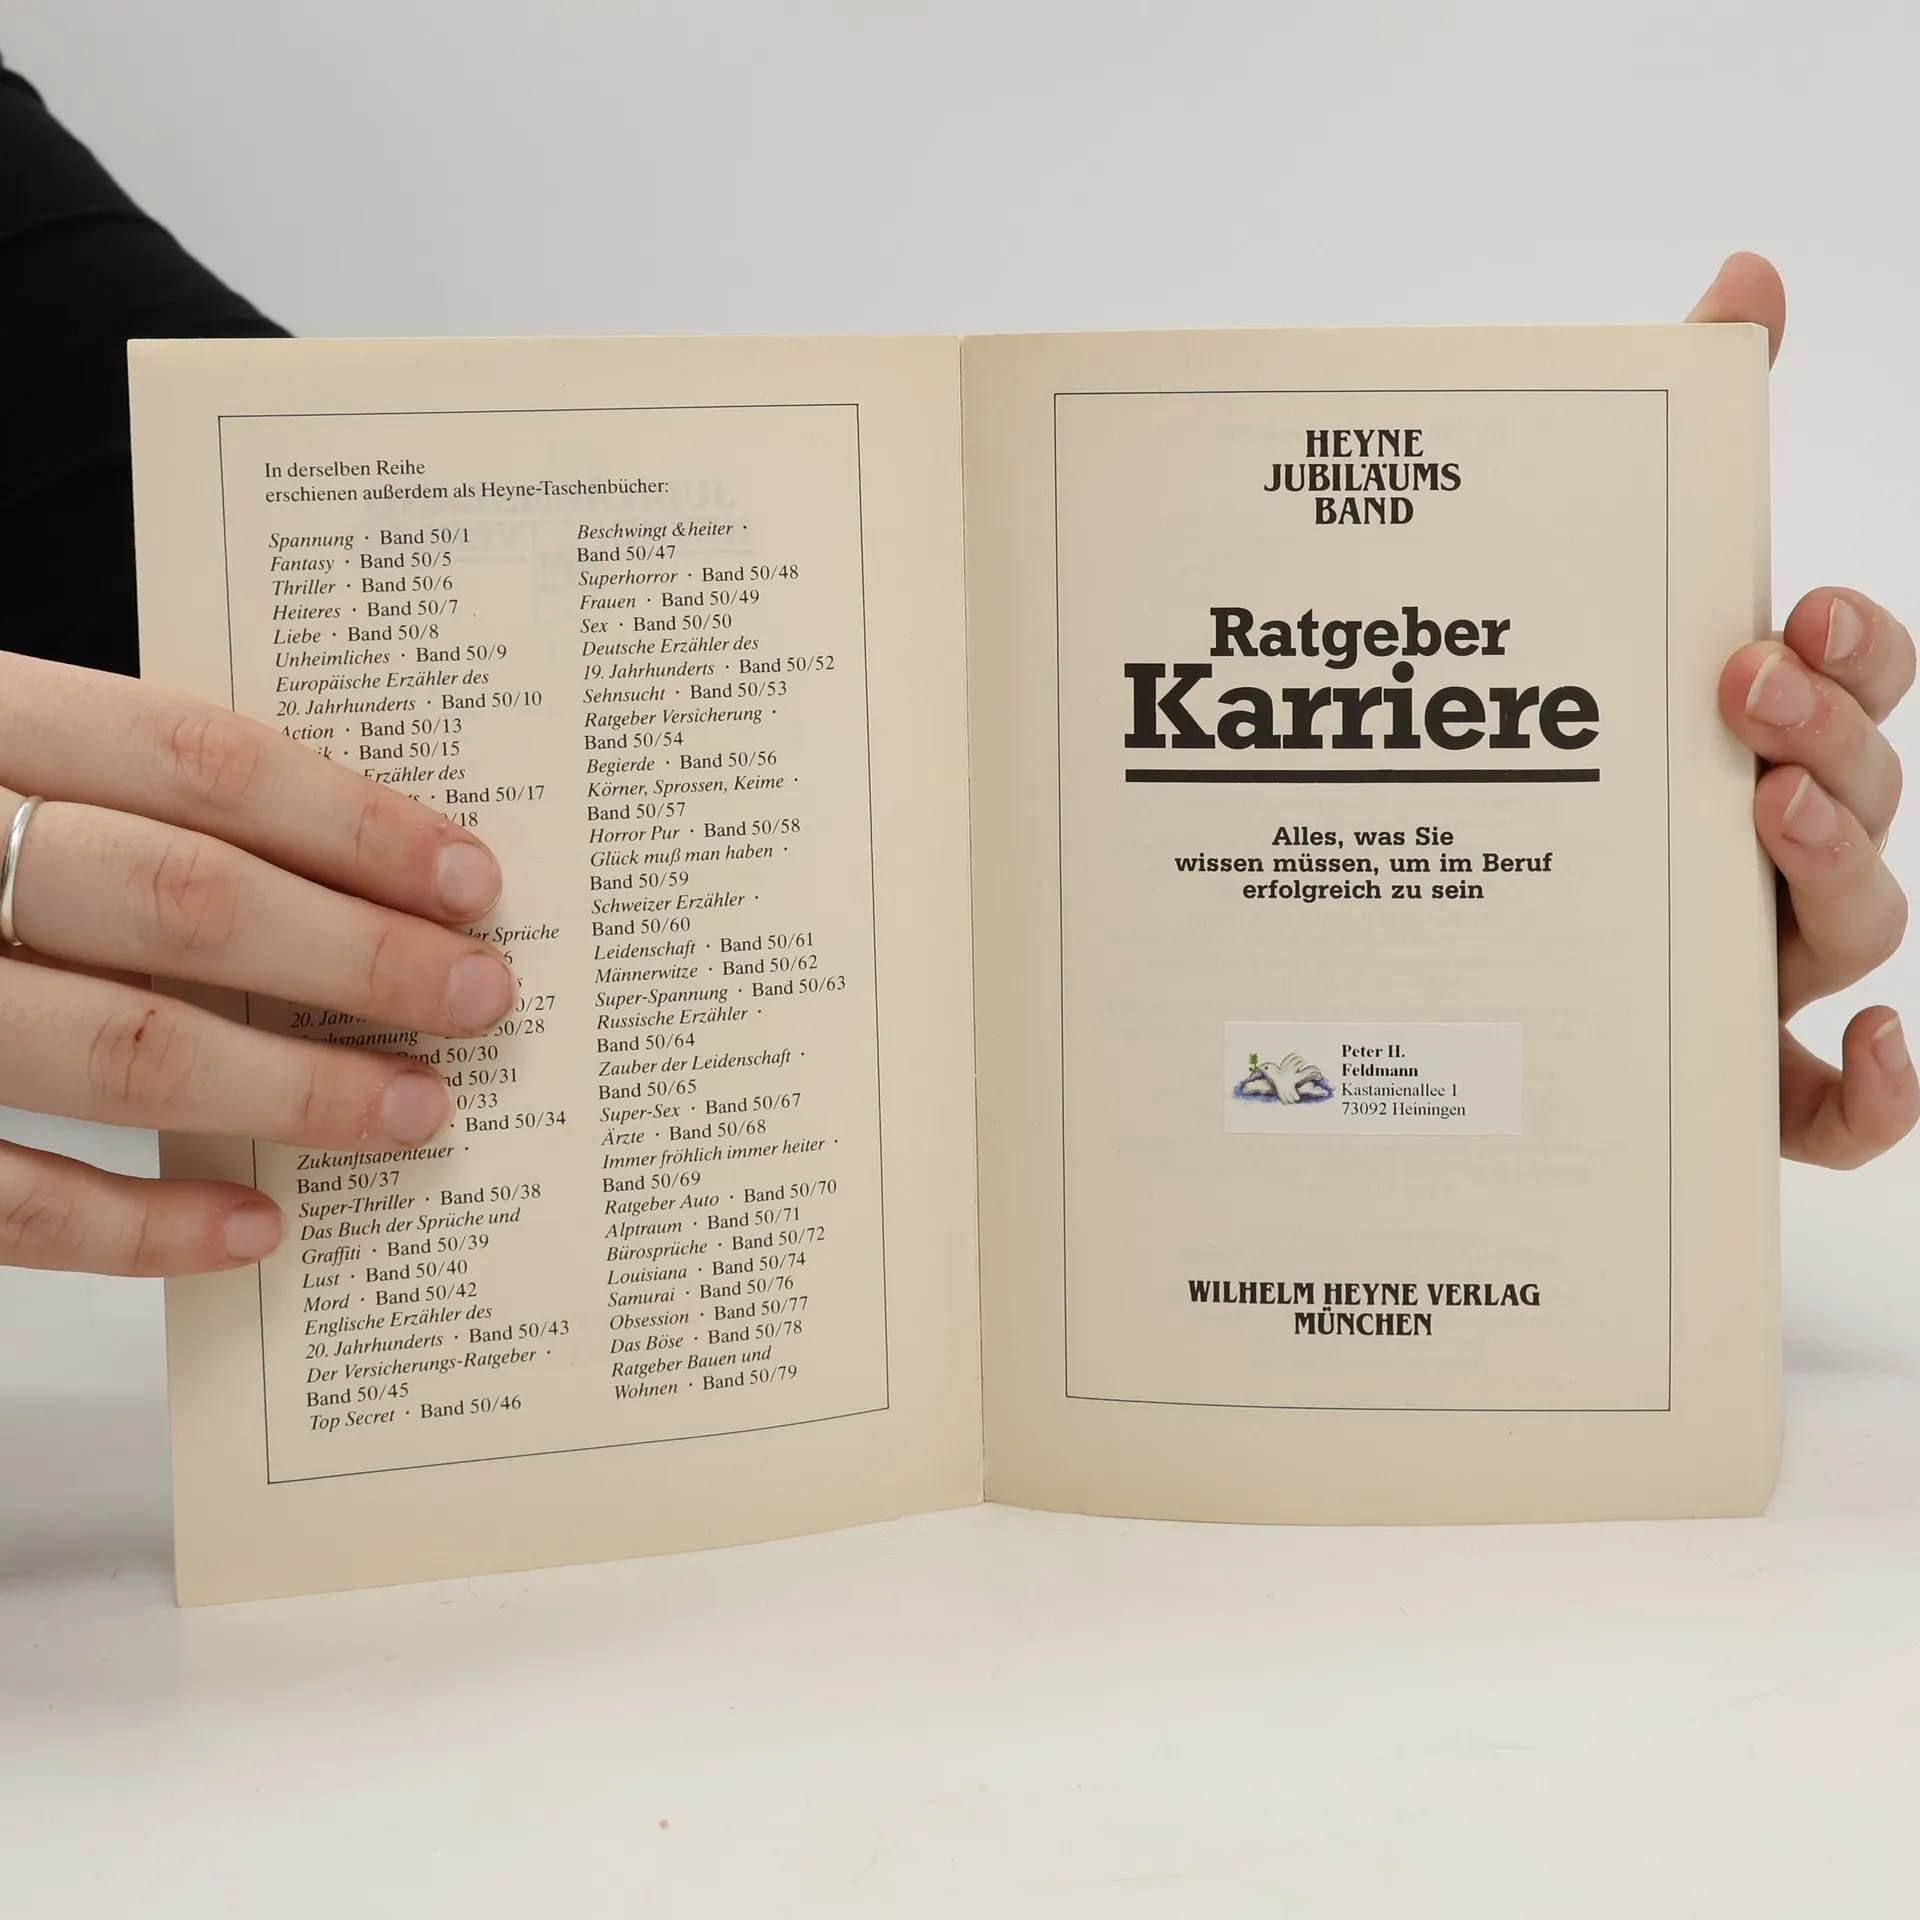 In derselben Reihe
erschienen außerdem als Heyne-Taschenbücher:
Spannung · Band 50/1
Fantasy · Band 50/5
Thriller · Band 50/6
Heiteres · Band 50/7
Liebe · Band 50/8
Unheimliches · Band 50/9
Europäische Erzähler des
20. Jahrhunderts · Band 50/10
Action · Band 50/13
· Band 50/15
Erzähler des
· Band 50/17
/18
Sprüche
0/27
20.
50/28
50/30
50/31
0/33
· Band 50/34
Zukunftsabenteuer ·
Band 50/37
Super-Thriller · Band 50/38
Das Buch der Sprüche und
Graffiti · Band 50/39
Lust · Band 50/40
Mord · Band 50/42
Englische Erzähler des
20. Jahrhunderts · Band 50/43
Der Versicherungs-Ratgeber ·
Band 50/45
Top Secret · Band 50/46
Beschwingt & heiter ·
Band 50/47
Superhorror · Band 50/48
Frauen · Band 50/49
Sex · Band 50/50
Deutsche Erzähler des
19. Jahrhunderts · Band 50/52
Sehnsucht · Band 50/53
Ratgeber Versicherung ·
Band 50/54
Begierde · Band 50/56
Körner, Sprossen, Keime ·
Band 50/57
Horror Pur · Band 50/58
Glück muß man haben ·
Band 50/59
Schweizer Erzähler ·
Band 50/60
Leidenschaft · Band 50/61
Männerwitze · Band 50/62
Super-Spannung · Band 50/63
Russische Erzähler ·
Band 50/64
Zauber der Leidenschaft ·
Band 50/65
Super-Sex · Band 50/67
Ärzte · Band 50/68
Immer fröhlich immer heiter ·
Band 50/69
Ratgeber Auto · Band 50/70
Alptraum · Band 50/71
Bürosprüche · Band 50/72
Louisiana · Band 50/74
Samurai · Band 50/76
Obsession · Band 50/77
Das Böse · Band 50/78
Ratgeber Bauen und
Wohnen · Band 50/79
HEYNE
JUBILÄUMS
BAND
Ratgeber
Karriere
Alles, was Sie
wissen müssen, um im Beruf
erfolgreich zu sein
Peter H.
Feldmann
Kastanienallee 1
73092 Heiningen
WILHELM HEYNE VERLAG
MÜNCHEN